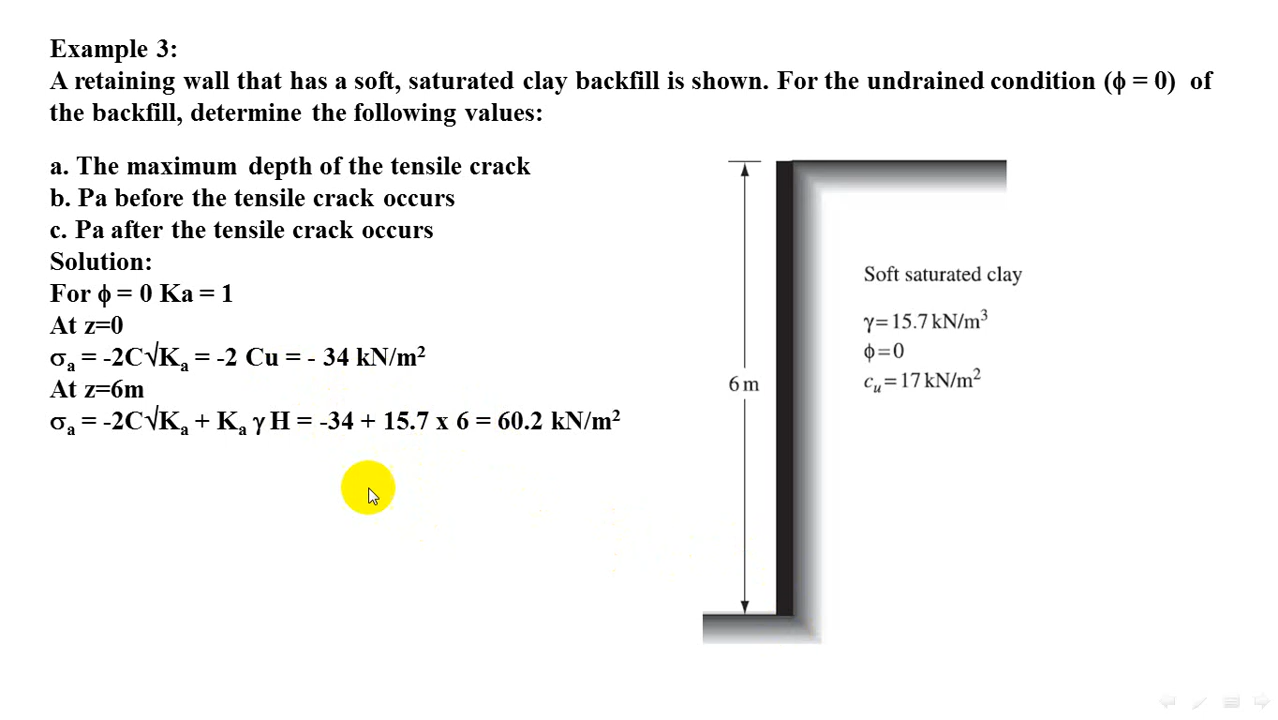 Example 3:
A retaining wall that has a soft, saturated clay backfill is shown. For the undrained condition (ϕ = 0) of
the backfill, determine the following values:
a. The maximum depth of the tensile crack
b. Pa before the tensile crack occurs
c. Pa after the tensile crack occurs
Solution:
For ϕ = 0 Ka = 1
At z=0
σₐ = -2C√Kₐ = -2 Cu = - 34 kN/m²
At z=6m
σₐ = -2C√Kₐ + Kₐ γ H = -34 + 15.7 x 6 = 60.2 kN/m²
6 m
Soft saturated clay
γ = 15.7 kN/m³
ϕ = 0
cᵤ = 17 kN/m²